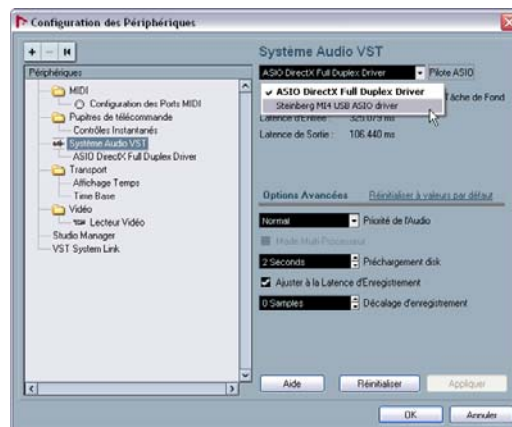 Configuration des Périphériques
Système Audio VST
Périphériques
MIDI
Configuration des Ports MIDI
Pupitres de télécommande
Contrôles Instantanés
Système Audio VST
ASIO DirectX Full Duplex Driver
Transport
Affichage Temps
Time Base
Vidéo
Lecteur Vidéo
Studio Manager
VST System Link
ASIO DirectX Full Duplex Driver
Pilote ASIO
ASIO DirectX Full Duplex Driver
Steinberg MI4 USB ASIO driver
Tâche de Fond
Latence d'Entrée : 325.079 ms
Latence de Sortie : 106.440 ms
Options Avancées
Réinitialiser à valeurs par défaut
Normal
Priorité de l'Audio
Mode Multi Processeur
2 Seconds
Préchargement disk
Ajuster à la Latence d'Enregistrement
0 Samples
Décalage d'enregistrement
Aide
Réinitialiser
Appliquer
OK
Annuler